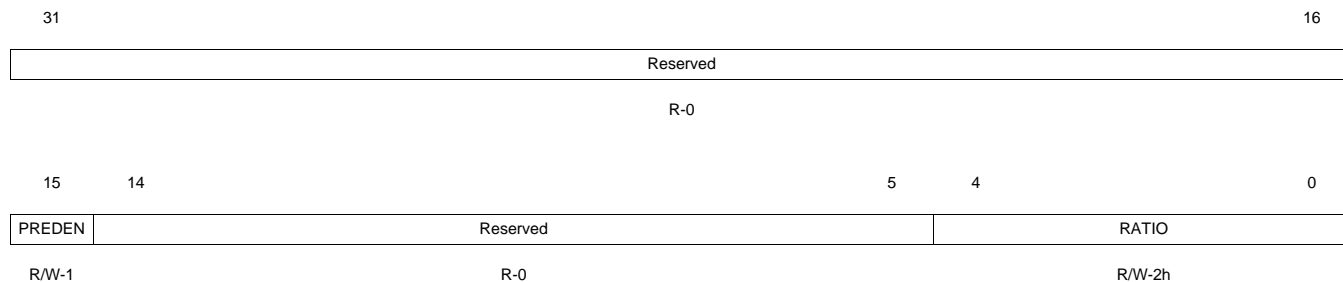 31 16
Reserved
R-0
15 14 5 4 0
PREDEN Reserved RATIO
R/W-1 R-0 R/W-2h